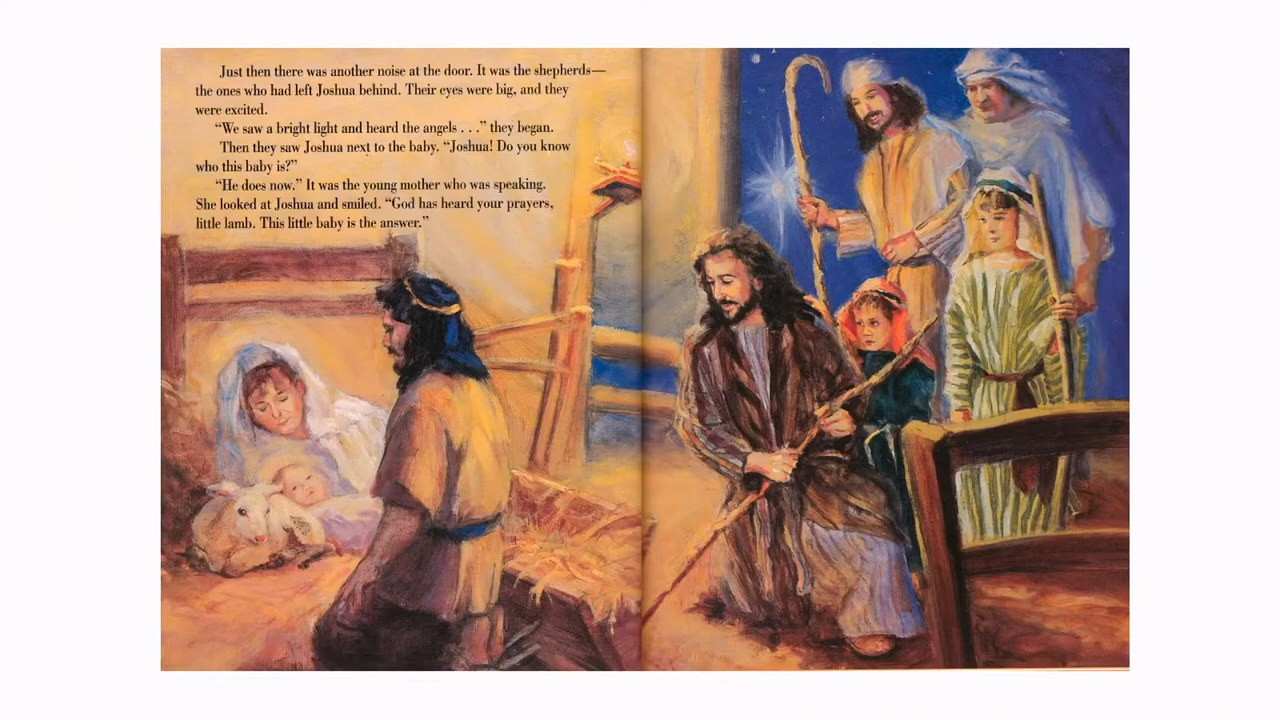 Just then there was another noise at the door. It was the shepherds—
the ones who had left Joshua behind. Their eyes were big, and they
were excited.
“We saw a bright light and heard the angels . . .” they began.
Then they saw Joshua next to the baby. “Joshua! Do you know
who this baby is?”
“He does now.” It was the young mother who was speaking.
She looked at Joshua and smiled. “God has heard your prayers,
little lamb. This little baby is the answer.”